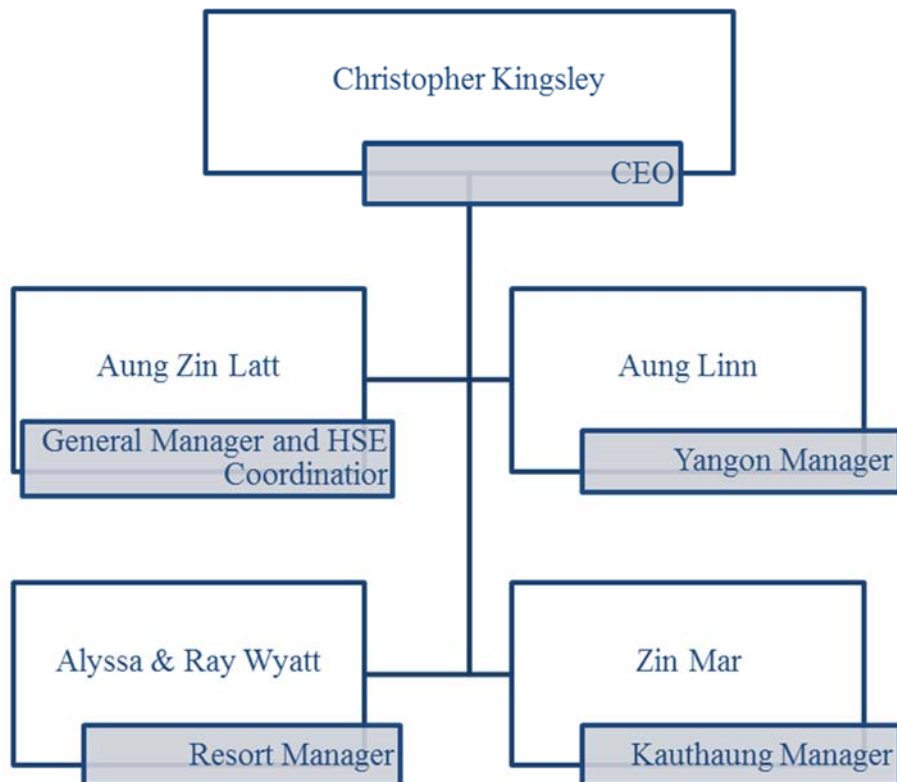 Christopher Kingsley
CEO
Aung Zin Latt
General Manager and HSE
Coordinatior
Aung Linn
Yangon Manager
Alyssa & Ray Wyatt
Resort Manager
Zin Mar
Kauthaung Manager